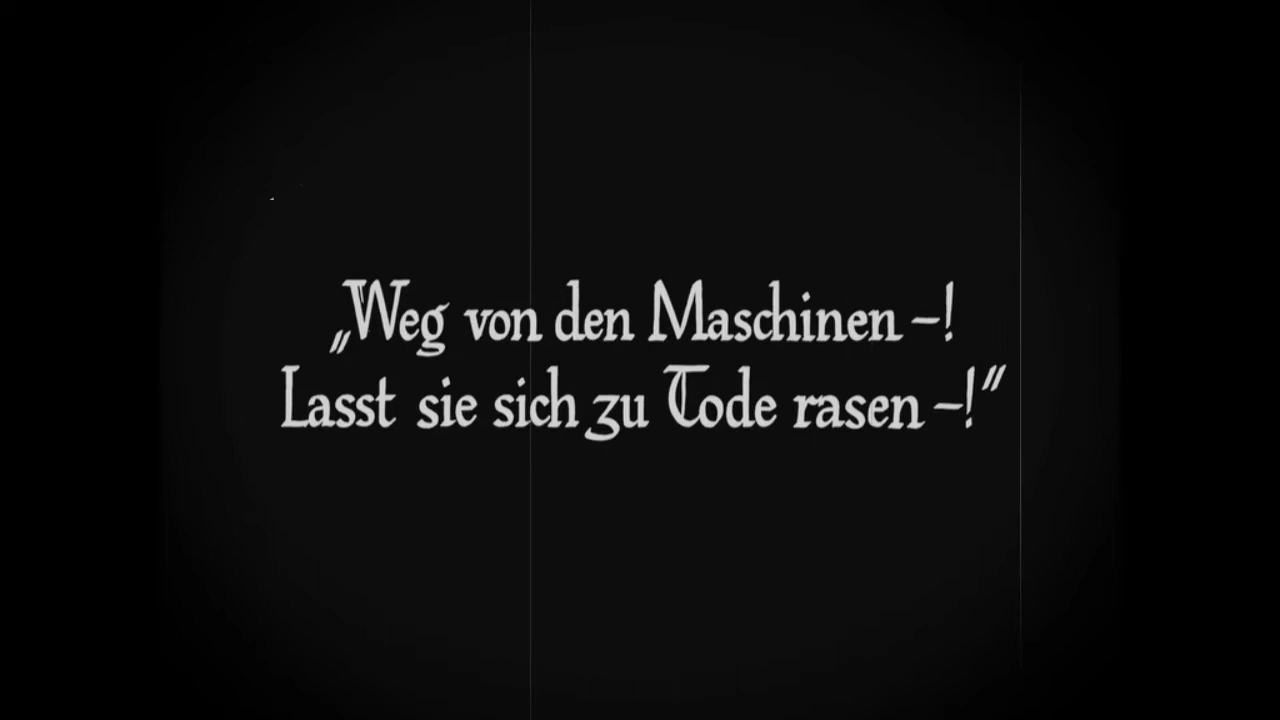 „Weg von den Maschinen –!
Lasst sie sich zu Tode rasen –!"